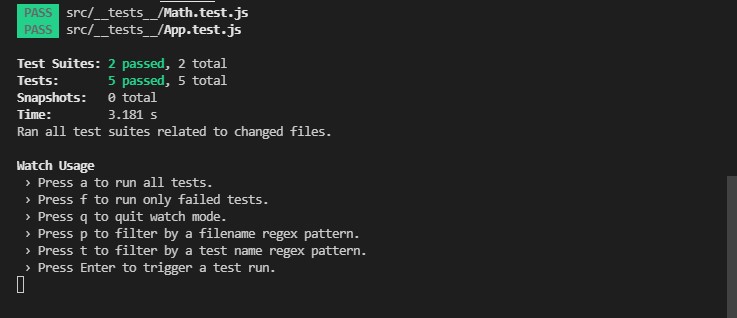 PASS src/__tests__/Math.test.js
PASS src/__tests__/App.test.js
Test Suites: 2 passed, 2 total
Tests: 5 passed, 5 total
Snapshots: 0 total
Time: 3.181 s
Ran all test suites related to changed files.
Watch Usage
› Press a to run all tests.
› Press f to run only failed tests.
› Press q to quit watch mode.
› Press p to filter by a filename regex pattern.
› Press t to filter by a test name regex pattern.
› Press Enter to trigger a test run.